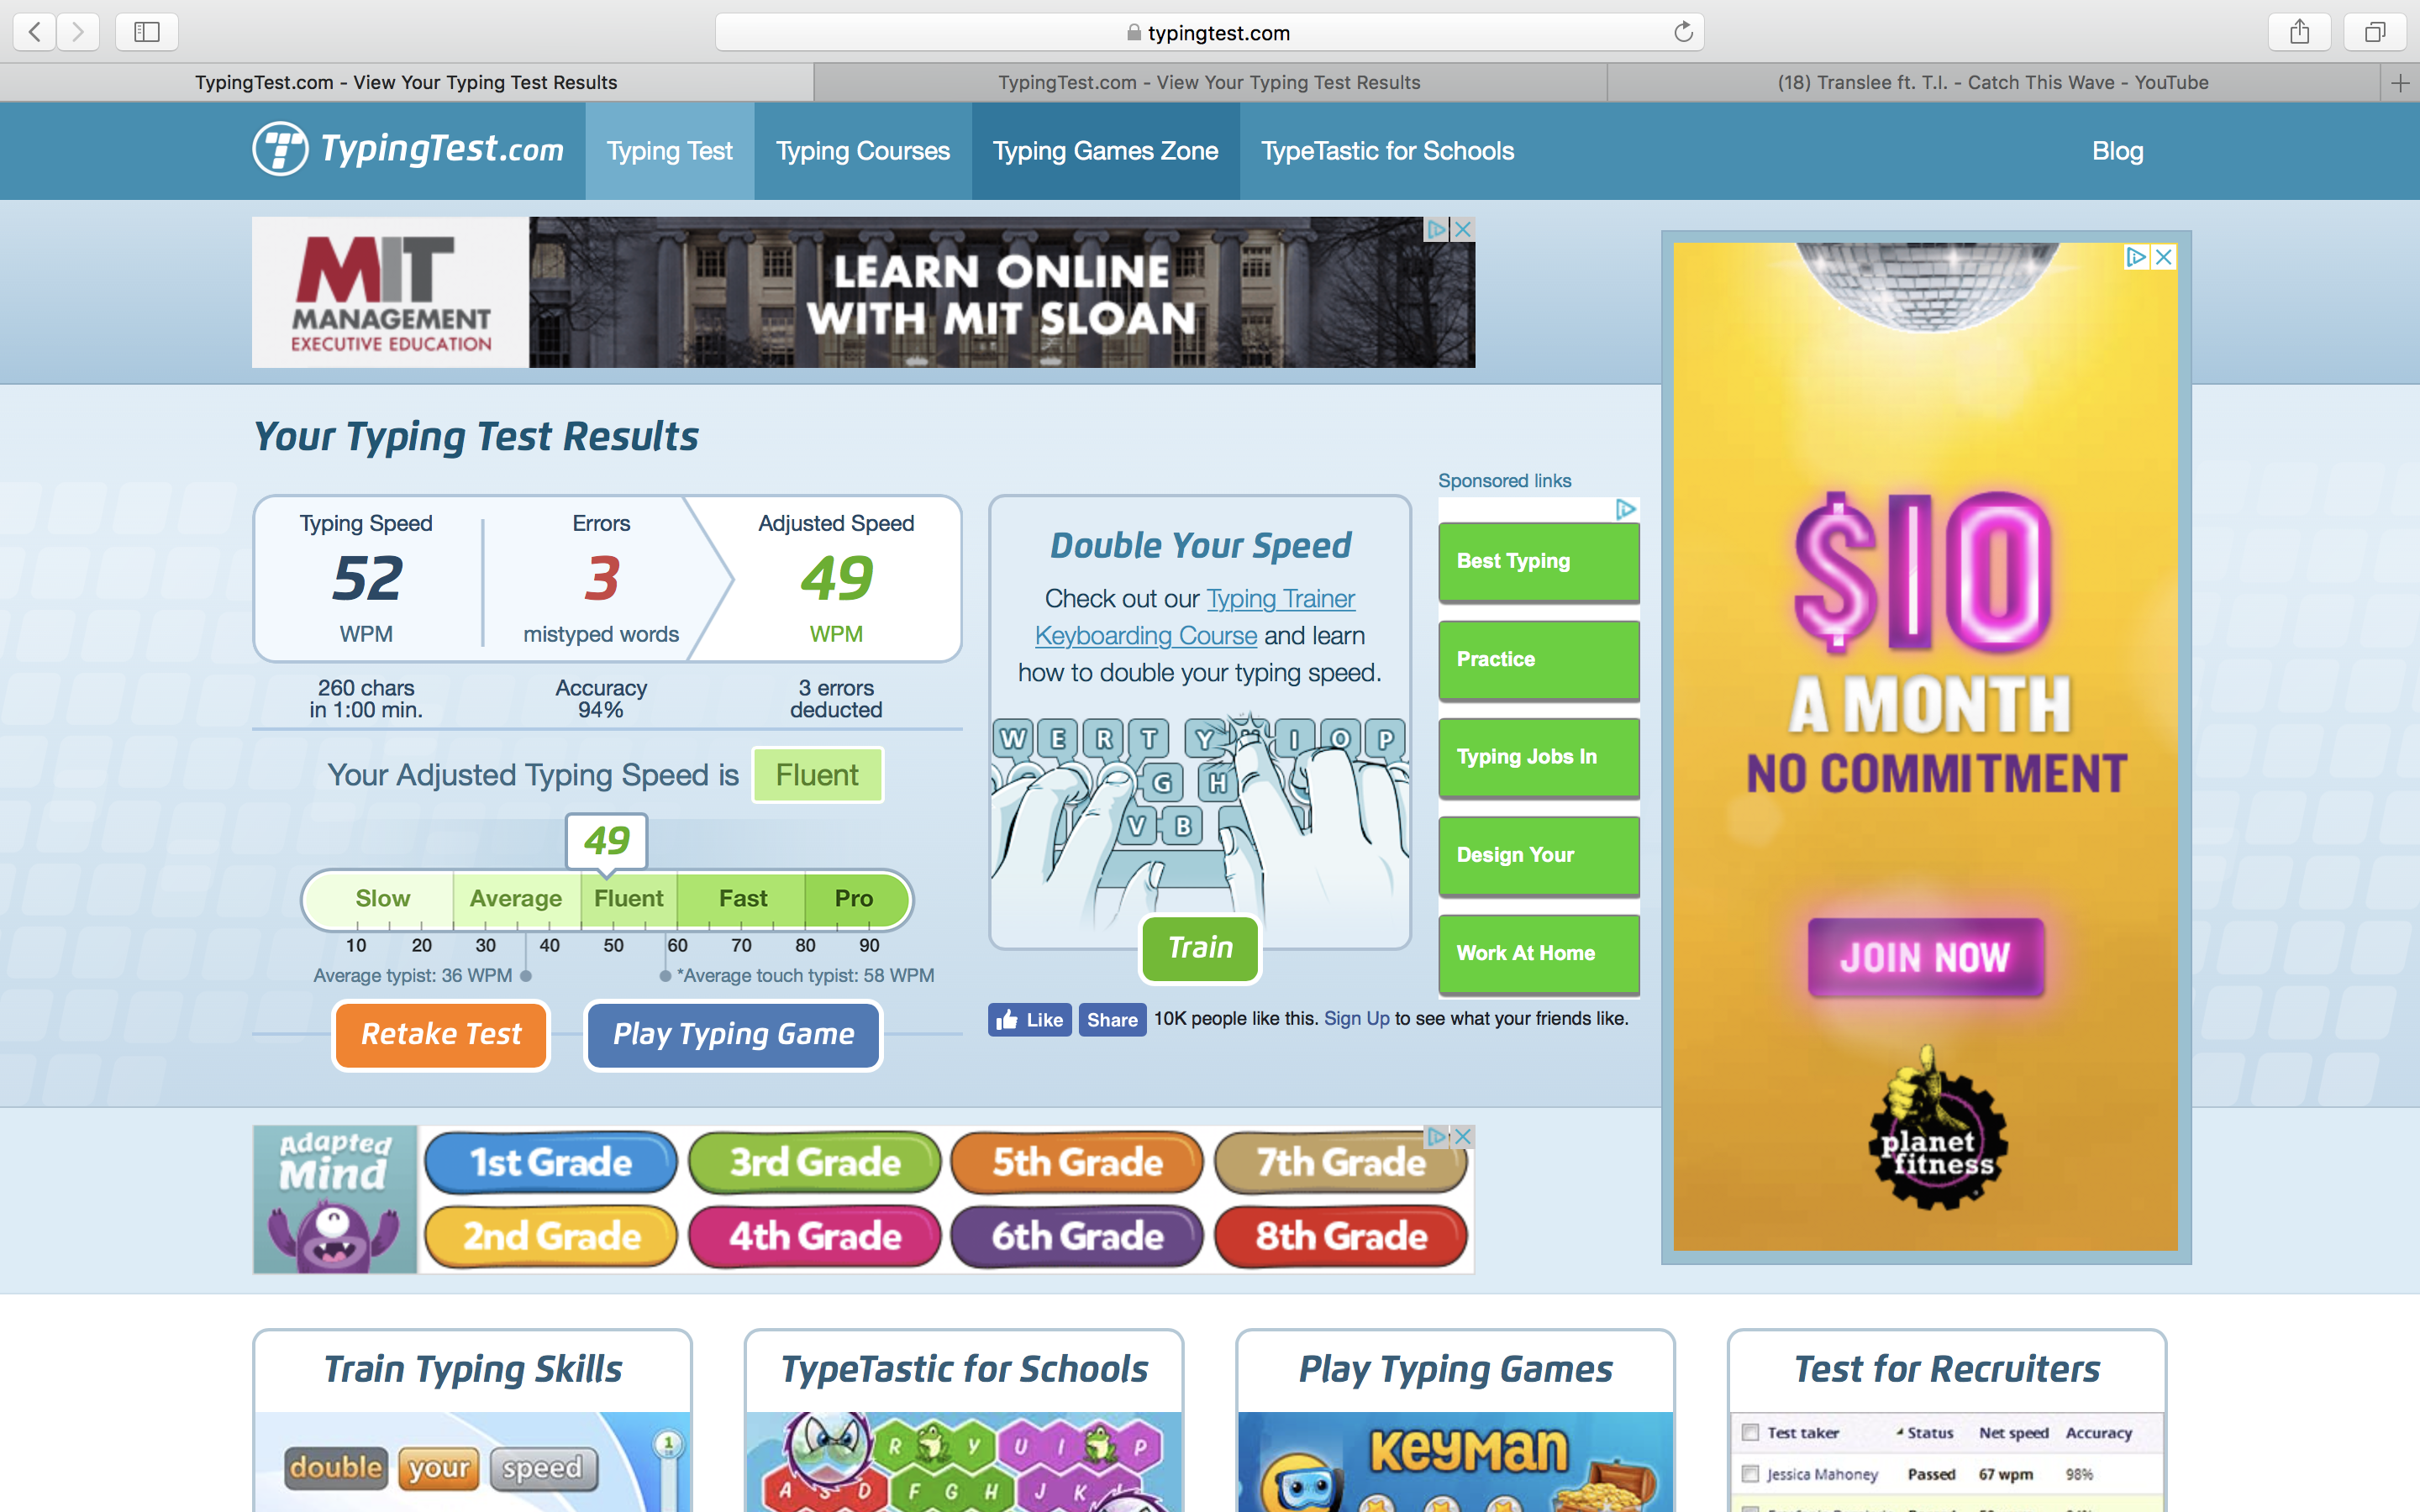 typingtest.com
TypingTest.com - View Your Typing Test Results
TypingTest.com - View Your Typing Test Results
(18) Translee ft. T.I. - Catch This Wave - YouTube
TypingTest.com
Typing Test
Typing Courses
Typing Games Zone
TypeTastic for Schools
Blog
MIT
MANAGEMENT
EXECUTIVE EDUCATION
LEARN ONLINE
WITH MIT SLOAN
Your Typing Test Results
Typing Speed
52
WPM
260 chars
in 1:00 min.
Errors
3
mistyped words
Accuracy
94%
Adjusted Speed
49
WPM
3 errors
deducted
Your Adjusted Typing Speed is Fluent
49
Slow Average Fluent Fast Pro
10 20 30 40 50 60 70 80 90
Average typist: 36 WPM
*Average touch typist: 58 WPM
Retake Test
Play Typing Game
Double Your Speed
Check out our Typing Trainer
Keyboarding Course and learn
how to double your typing speed.
W E R T Y I O P
G H
V B
Train
Like
Share
10K people like this. Sign Up to see what your friends like.
Sponsored links
Best Typing
Practice
Typing Jobs In
Design Your
Work At Home
$10
A MONTH
NO COMMITMENT
JOIN NOW
planet
fitness
Adapted
Mind
1st Grade 3rd Grade 5th Grade 7th Grade
2nd Grade 4th Grade 6th Grade 8th Grade
Train Typing Skills
double your speed
1
TypeTastic for Schools
R Y U I P
A S D F G H J K
Play Typing Games
KEYMAN
Test for Recruiters
Test taker Status Net speed Accuracy
Jessica Mahoney Passed 67 wpm 98%